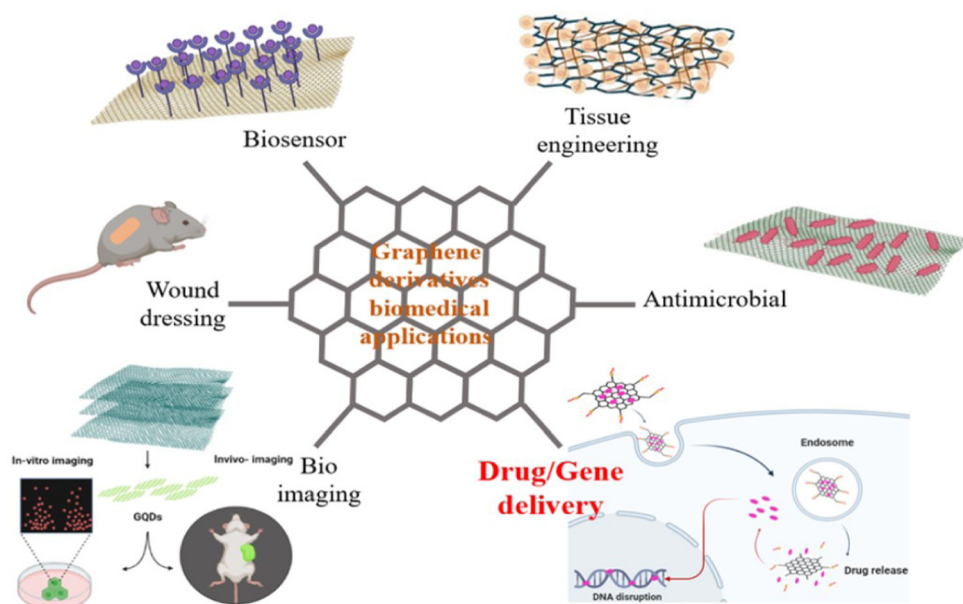 Biosensor
Tissue
engineering
Graphene
derivatives
biomedical
applications
Wound
dressing
Antimicrobial
Bio
imaging
In-vitro imaging
Invivo- imaging
GQDs
Drug/Gene
delivery
Endosome
Drug release
DNA disruption